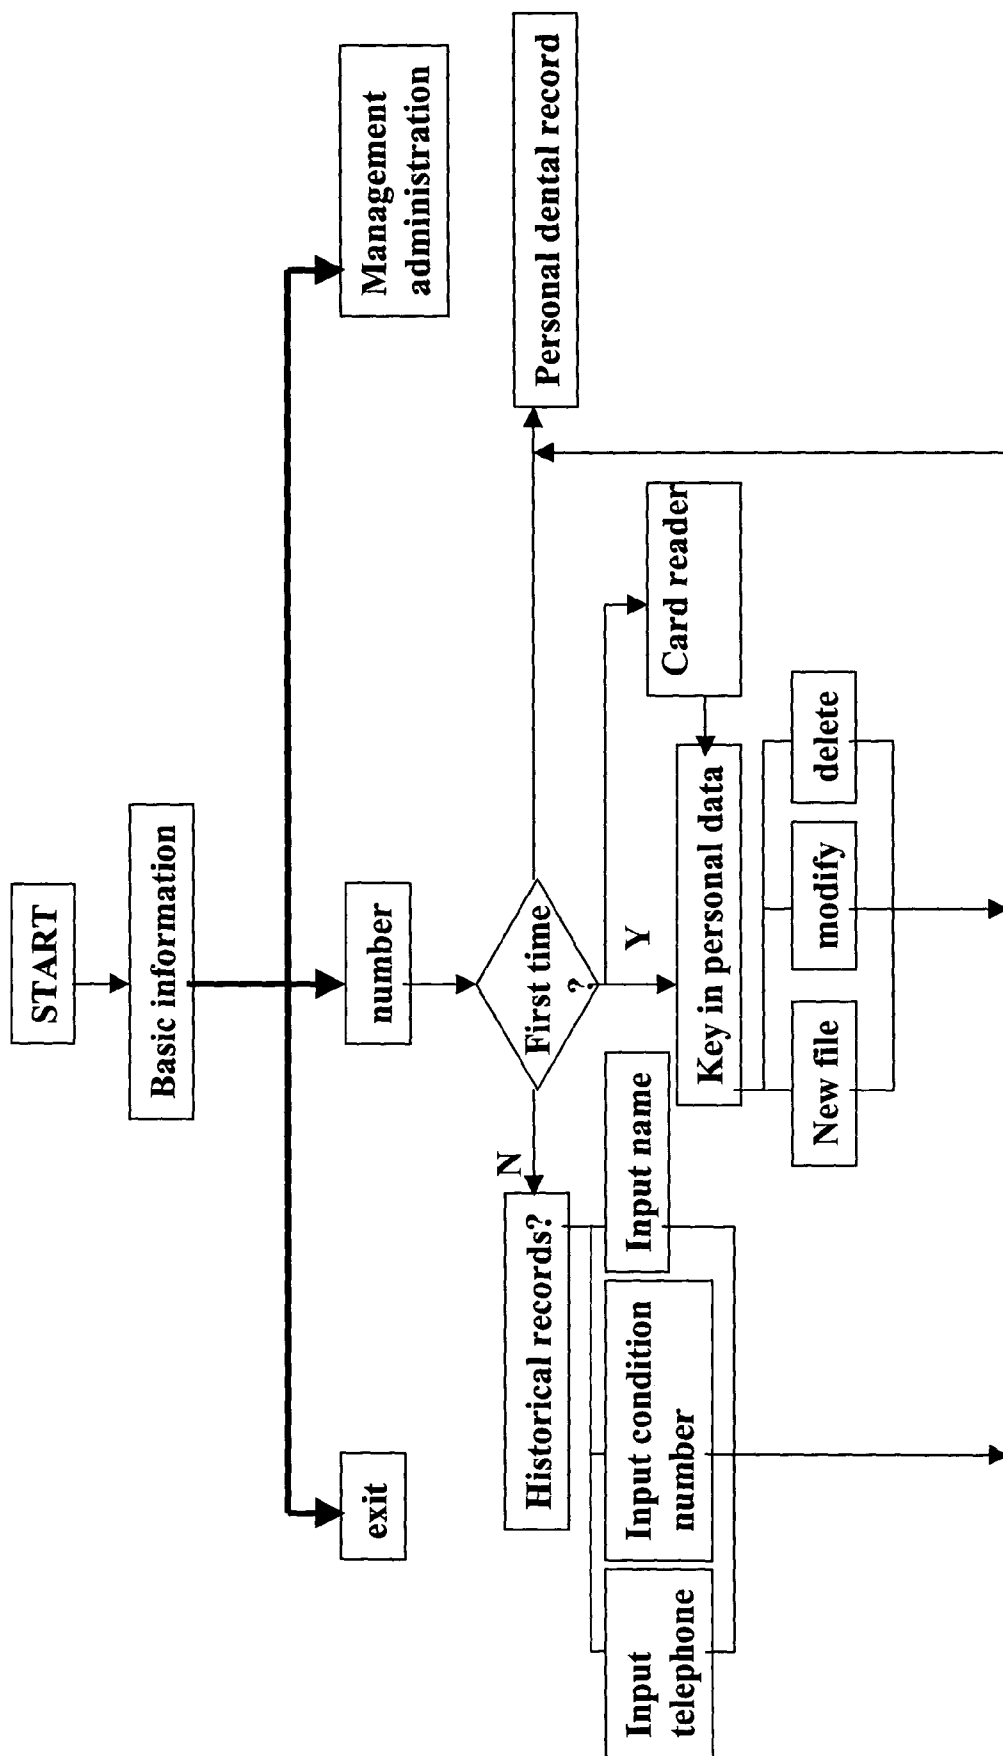 START
Basic information
exit
number
Management
administration
First time
?
N
Y
Historical records?
Personal dental record
Input
telephone
Input condition
number
Input name
Key in personal data
Card reader
New file
modify
delete